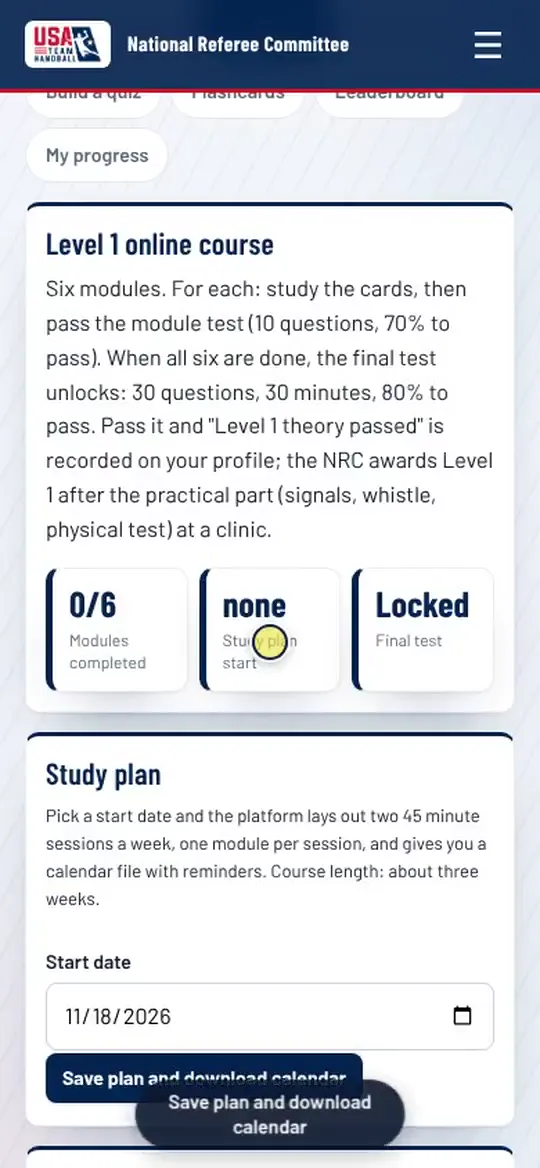 USA
TEAM
HANDBALL
National Referee Committee
Build a quiz
Flashcards
Leaderboard
My progress
Level 1 online course
Six modules. For each: study the cards, then
pass the module test (10 questions, 70% to
pass). When all six are done, the final test
unlocks: 30 questions, 30 minutes, 80% to
pass. Pass it and "Level 1 theory passed" is
recorded on your profile; the NRC awards Level
1 after the practical part (signals, whistle,
physical test) at a clinic.
0/6
Modules
completed
none
Study plan
start
Locked
Final test
Study plan
Pick a start date and the platform lays out two 45 minute
sessions a week, one module per session, and gives you a
calendar file with reminders. Course length: about three
weeks.
Start date
11/18/2026
Save plan and download calendar
Save plan and download
calendar